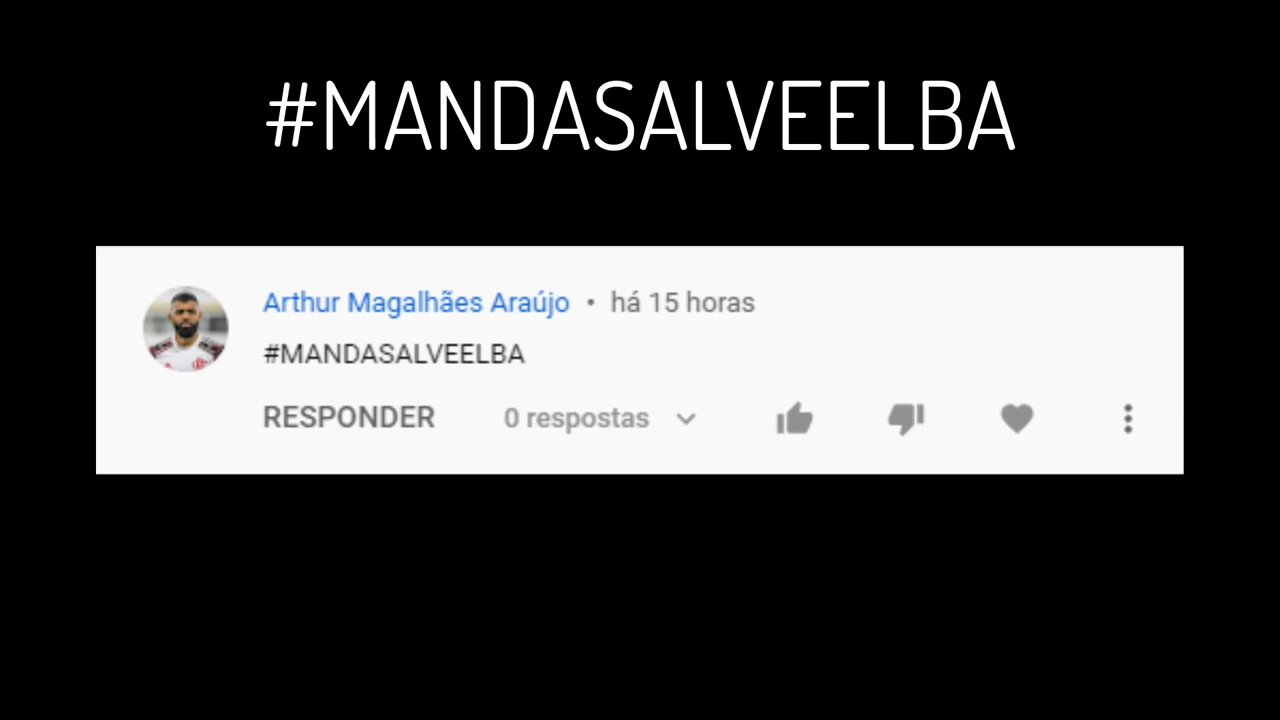 #MANDASALVEELBA
Arthur Magalhães Araújo • há 15 horas
#MANDASALVEELBA
RESPONDER 0 respostas